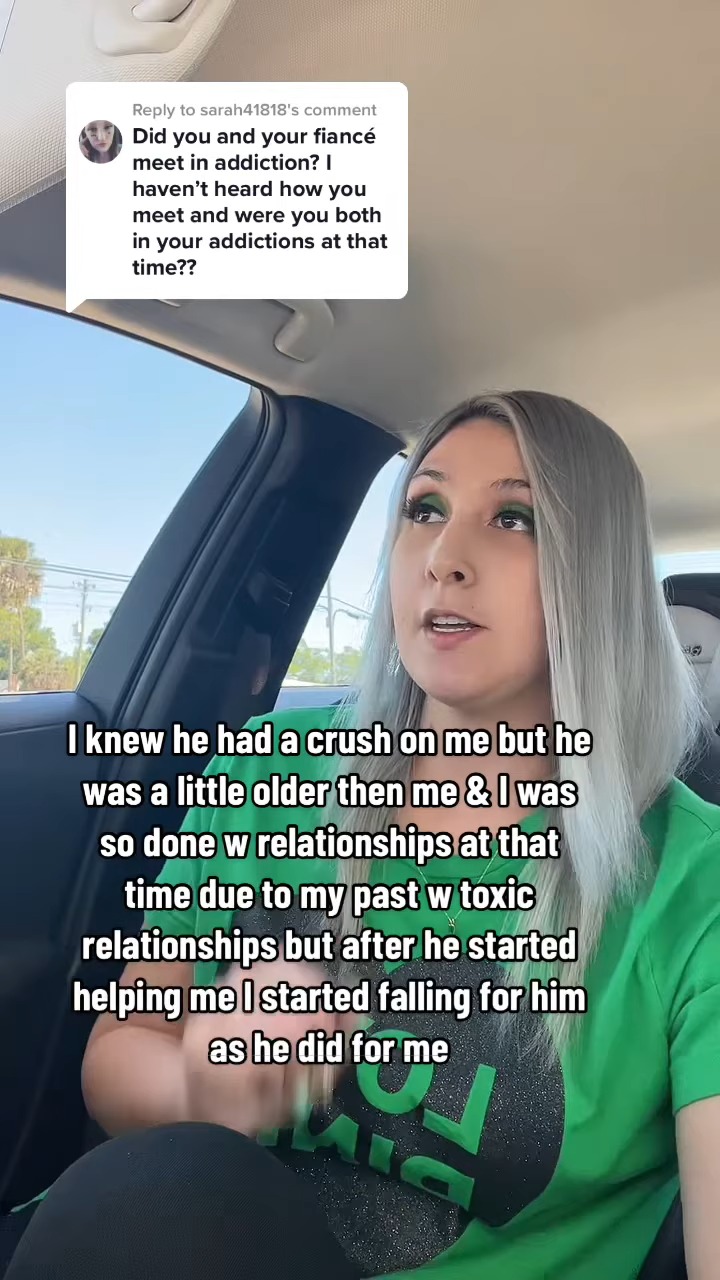 Reply to sarah41818's comment
Did you and your fiancé
meet in addiction? I
haven’t heard how you
meet and were you both
in your addictions at that
time??
I knew he had a crush on me but he
was a little older then me & I was
so done w relationships at that
time due to my past w toxic
relationships but after he started
helping me I started falling for him
as he did for me